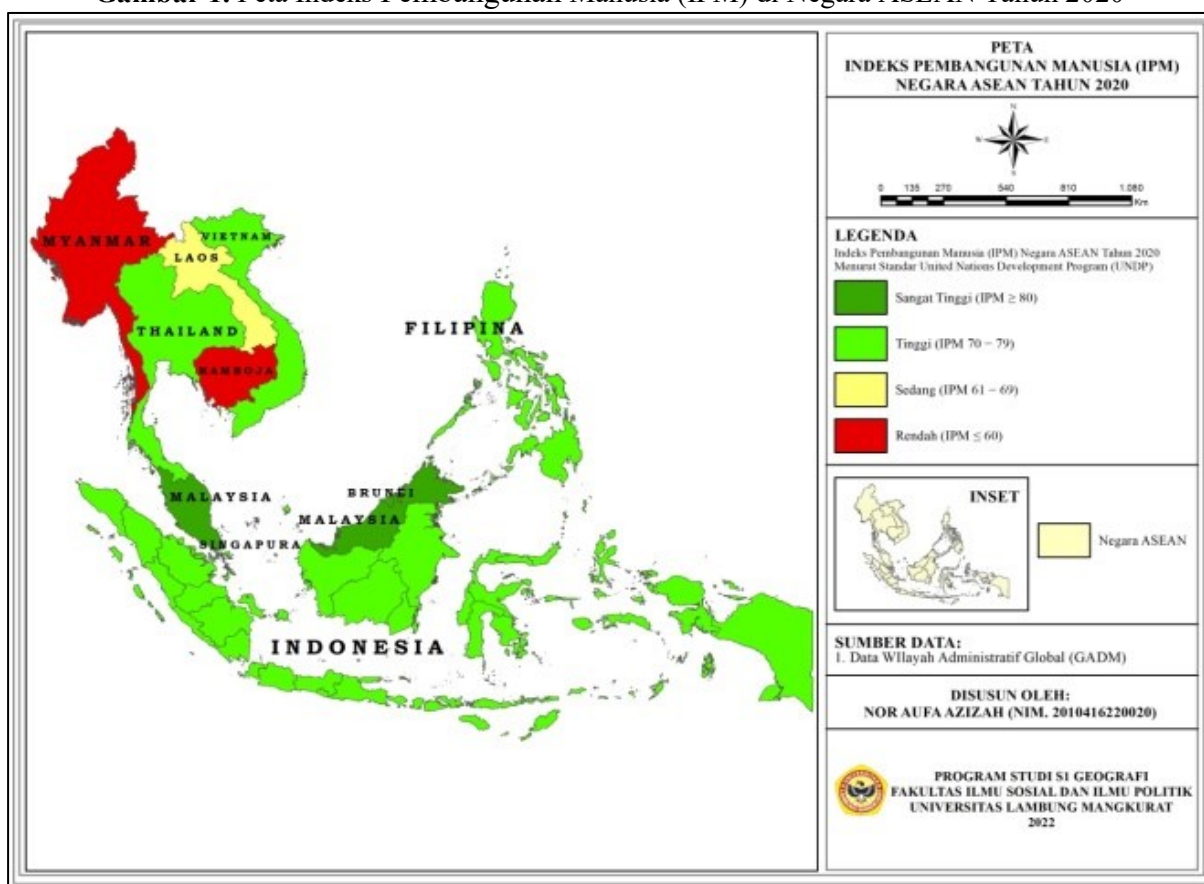 Gambar 1. Peta Indeks Pembangunan Manusia (IPM) di Negara ASEAN Tahun 2020
PETA
INDEKS PEMBANGUNAN MANUSIA (IPM)
NEGARA ASEAN TAHUN 2020
N
W E
S
0 135 270 540 810 1.080
Km
LEGENDA
Indeks Pembangunan Manusia (IPM) Negara ASEAN Tahun 2020
Menurut Standar United Nations Development Program (UNDP)
Sangat Tinggi (IPM ≥ 80)
Tinggi (IPM 70 – 79)
Sedang (IPM 61 – 69)
Rendah (IPM ≤ 60)
INSET
Negara ASEAN
SUMBER DATA:
1. Data WIlayah Administratif Global (GADM)
DISUSUN OLEH:
NOR AUFA AZIZAH (NIM. 2010416220020)
PROGRAM STUDI S1 GEOGRAFI
FAKULTAS ILMU SOSIAL DAN ILMU POLITIK
UNIVERSITAS LAMBUNG MANGKURAT
2022
MYANMAR
VIETNAM
LAOS
THAILAND
FILIPINA
KAMBOJA
MALAYSIA
BRUNEI
MALAYSIA
SINGAPURA
INDONESIA